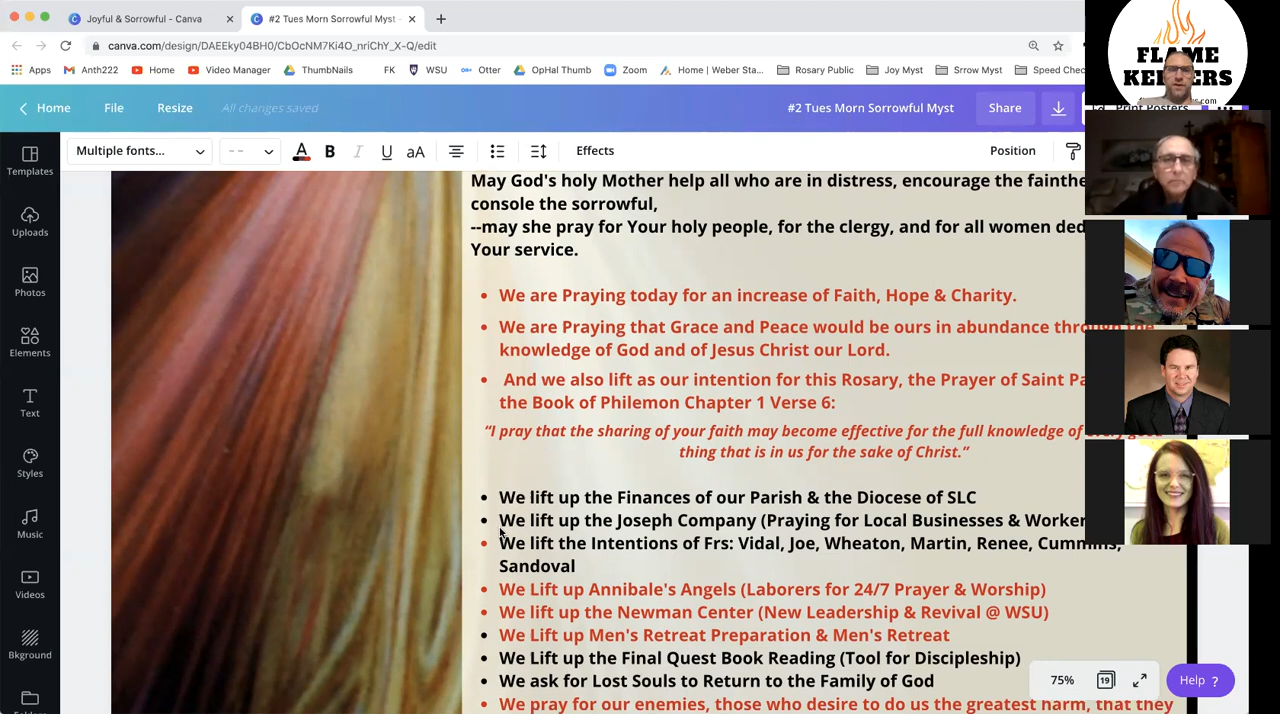 Joyful & Sorrowful - Canva
#2 Tues Morn Sorrowful Myst -
canva.com/design/DAEEky04BH0/CbOcNM7Ki4O_nriChY_X-Q/edit
Apps
Anth222
Home
Video Manager
ThumbNails
FK
WSU
Otter
OpHal Thumb
Zoom
Home | Weber Sta...
Rosary Public
Joy Myst
Srrow Myst
Speed Chec
FLAME
KEEPERS
.com
Home
File
Resize
All changes saved
#2 Tues Morn Sorrowful Myst
Share
Print Posters
Multiple fonts...
- -
A
B
I
U
aA
Effects
Position
Templates
Uploads
Photos
Elements
Text
Styles
Music
Videos
Bkground
May God's holy Mother help all who are in distress, encourage the
console the sorrowful,
--may she pray for Your holy people, for the clergy, and for all women
Your service.
• We are Praying today for an increase of Faith, Hope & Charity.
• We are Praying that Grace and Peace would be ours in abundance through the
knowledge of God and of Jesus Christ our Lord.
• And we also lift as our intention for this Rosary, the Prayer of Saint
the Book of Philemon Chapter 1 Verse 6:
“I pray that the sharing of your faith may become effective for the full knowledge of every good
thing that is in us for the sake of Christ.”
• We lift up the Finances of our Parish & the Diocese of SLC
• We lift up the Joseph Company (Praying for Local Businesses & Worker
• We lift the Intentions of Frs: Vidal, Joe, Wheaton, Martin, Renee, Cummins,
Sandoval
• We Lift up Annibale's Angels (Laborers for 24/7 Prayer & Worship)
• We lift up the Newman Center (New Leadership & Revival @ WSU)
• We Lift up Men's Retreat Preparation & Men's Retreat
• We Lift up the Final Quest Book Reading (Tool for Discipleship)
• We ask for Lost Souls to Return to the Family of God
• We pray for our enemies, those who desire to do us the greatest harm, that they
75%
19
Help ?